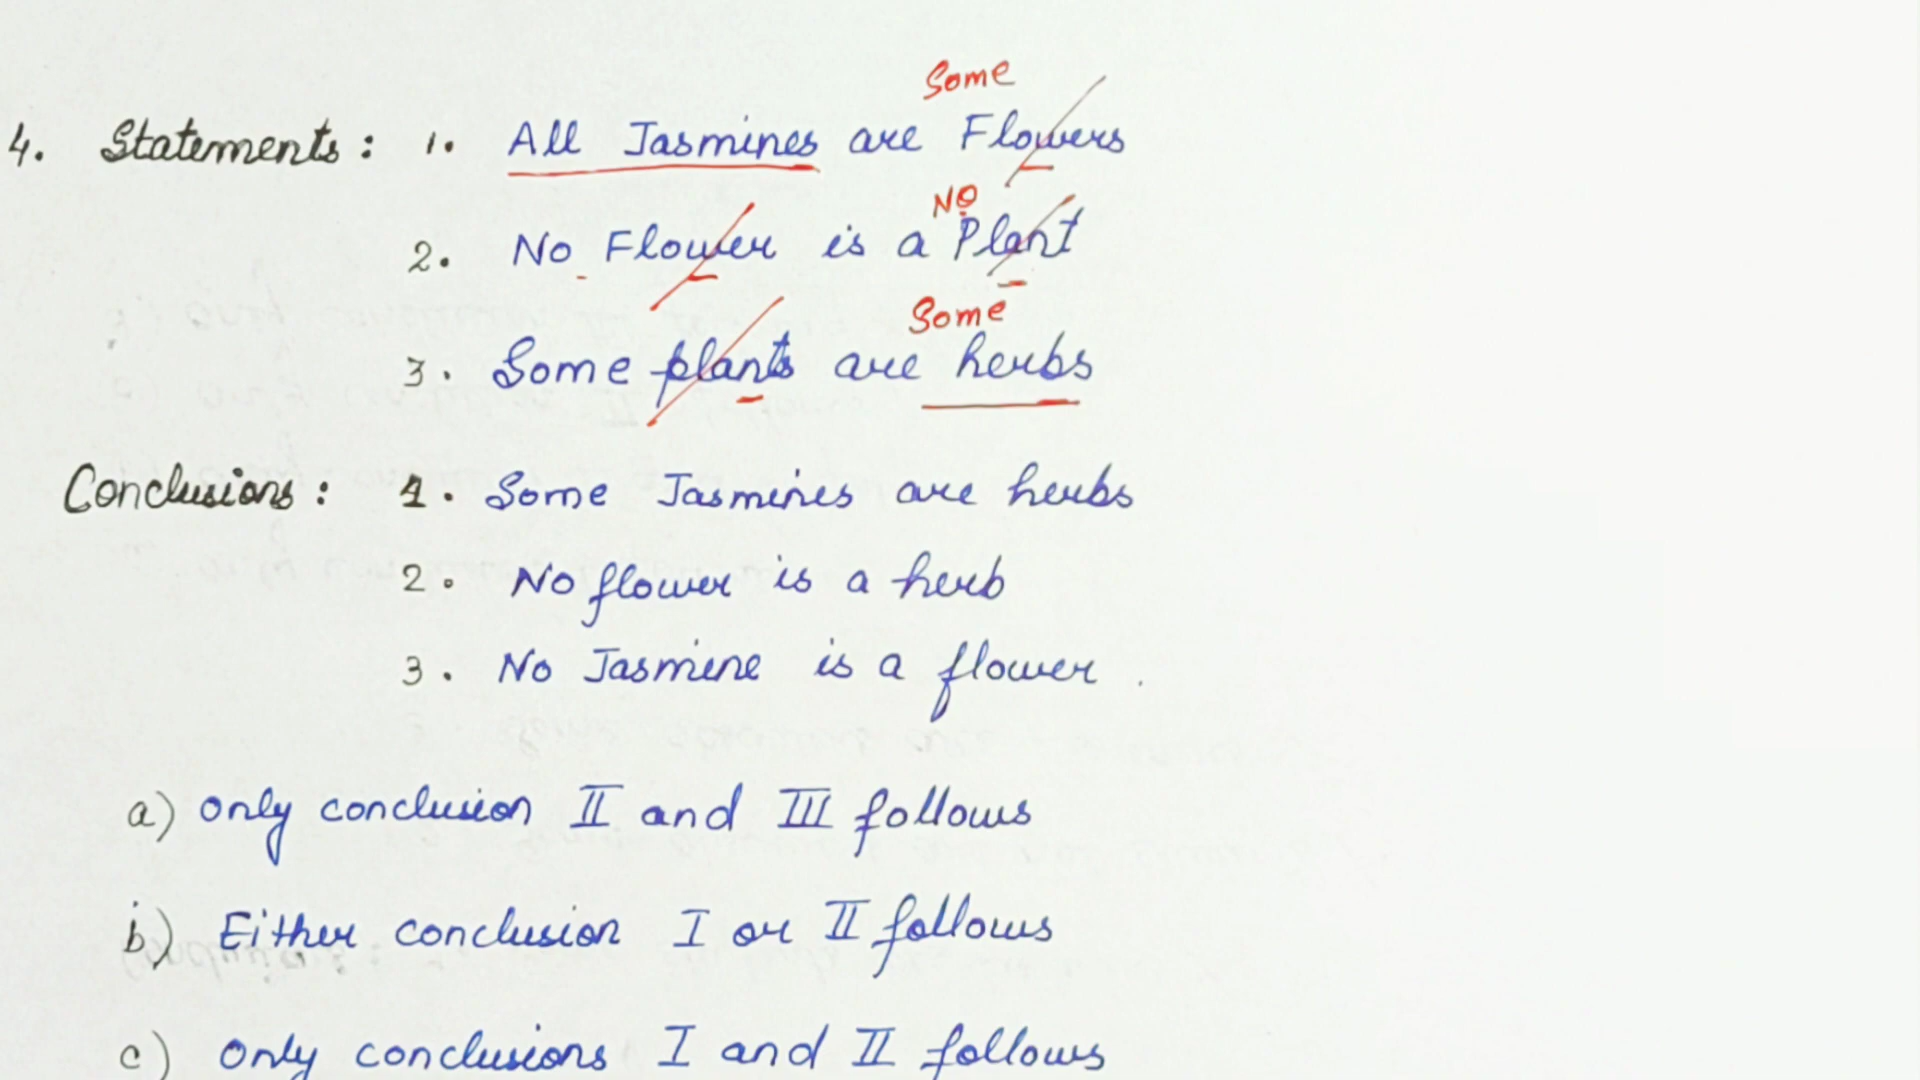 Some
4. Statements: 1. All Jasmines are Flowers
No
2. No Flower is a Plant
Some
3. Some plants are herbs
Conclusions: 1. Some Jasmines are herbs
2. No flower is a herb
3. No Jasmine is a flower.
a) only conclusion II and III follows
b) Either conclusion I or II follows
c) only conclusions I and II follows